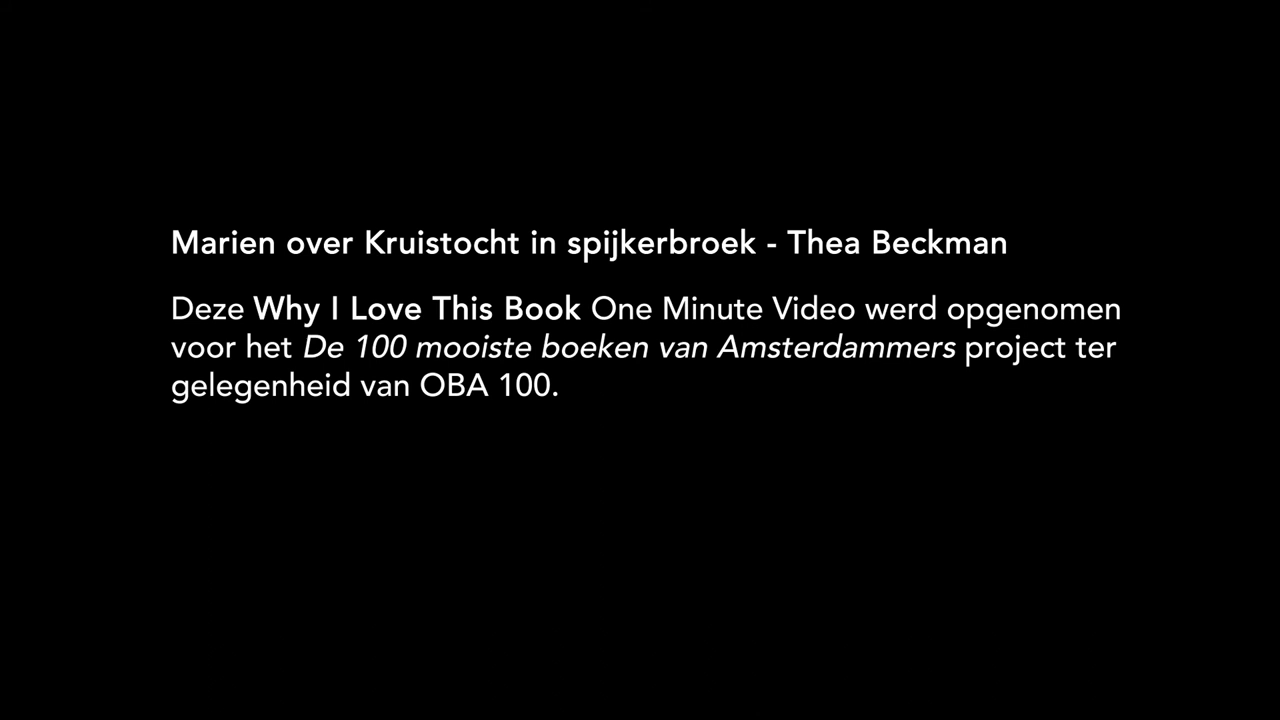 Marien over Kruistocht in spijkerbroek - Thea Beckman
Deze Why I Love This Book One Minute Video werd opgenomen
voor het De 100 mooiste boeken van Amsterdammers project ter
gelegenheid van OBA 100.